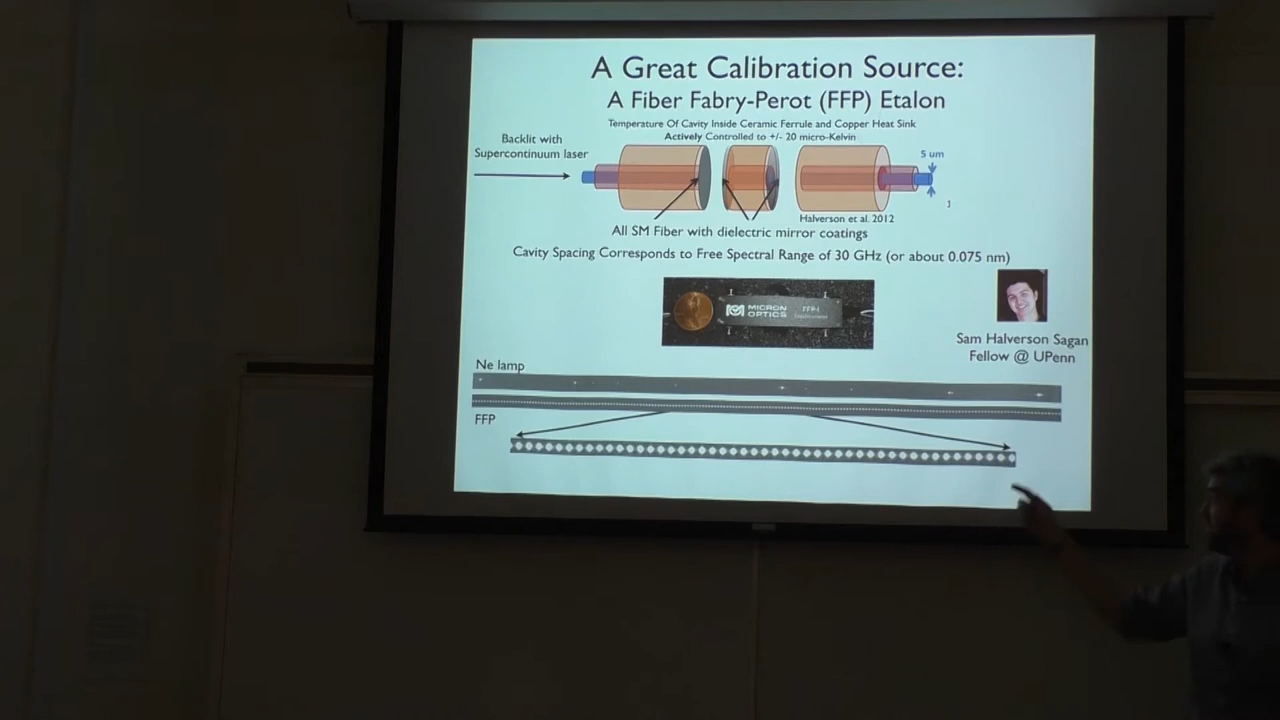 A Great Calibration Source:
A Fiber Fabry-Perot (FFP) Etalon
Temperature Of Cavity Inside Ceramic Ferrule and Copper Heat Sink
Actively Controlled to +/- 20 micro-Kelvin
Backlit with
Supercontinuum laser
5 um
Halverson et al. 2012
All SM Fiber with dielectric mirror coatings
Cavity Spacing Corresponds to Free Spectral Range of 30 GHz (or about 0.075 nm)
MICRON
OPTICS
Sam Halverson Sagan
Fellow @ UPenn
Ne lamp
FFP